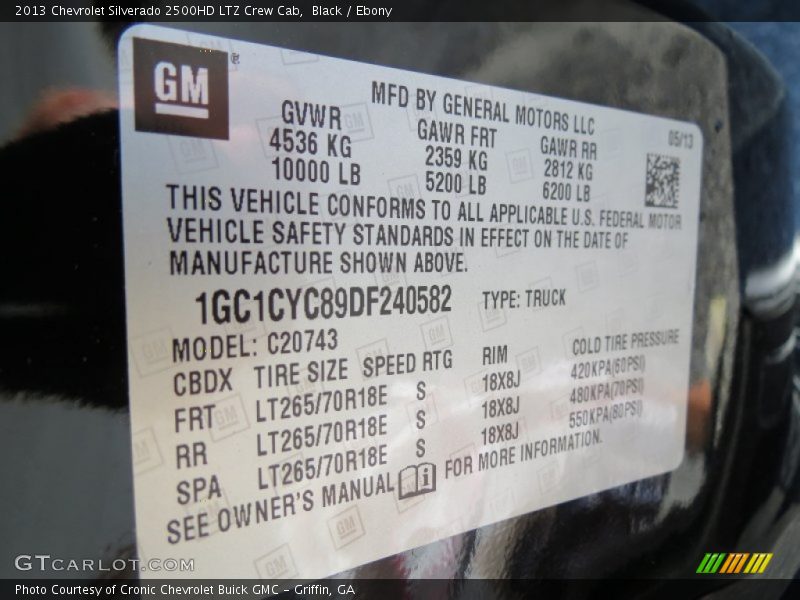 2013 Chevrolet Silverado 2500HD LTZ Crew Cab, Black / Ebony
GM®
MFD BY GENERAL MOTORS LLC
05/13
GVWR GAWR FRT GAWR RR
4536 KG 2359 KG 2812 KG
10000 LB 5200 LB 6200 LB
THIS VEHICLE CONFORMS TO ALL APPLICABLE U.S. FEDERAL MOTOR
VEHICLE SAFETY STANDARDS IN EFFECT ON THE DATE OF
MANUFACTURE SHOWN ABOVE.
1GC1CYC89DF240582 TYPE: TRUCK
MODEL: C20743
CBDX TIRE SIZE SPEED RTG RIM COLD TIRE PRESSURE
FRT LT265/70R18E S 18X8J 420KPA(60PSI)
RR LT265/70R18E S 18X8J 480KPA(70PSI)
SPA LT265/70R18E S 18X8J 550KPA(80PSI)
SEE OWNER'S MANUAL i FOR MORE INFORMATION.
GTcarlot.com
Photo Courtesy of Cronic Chevrolet Buick GMC - Griffin, GA